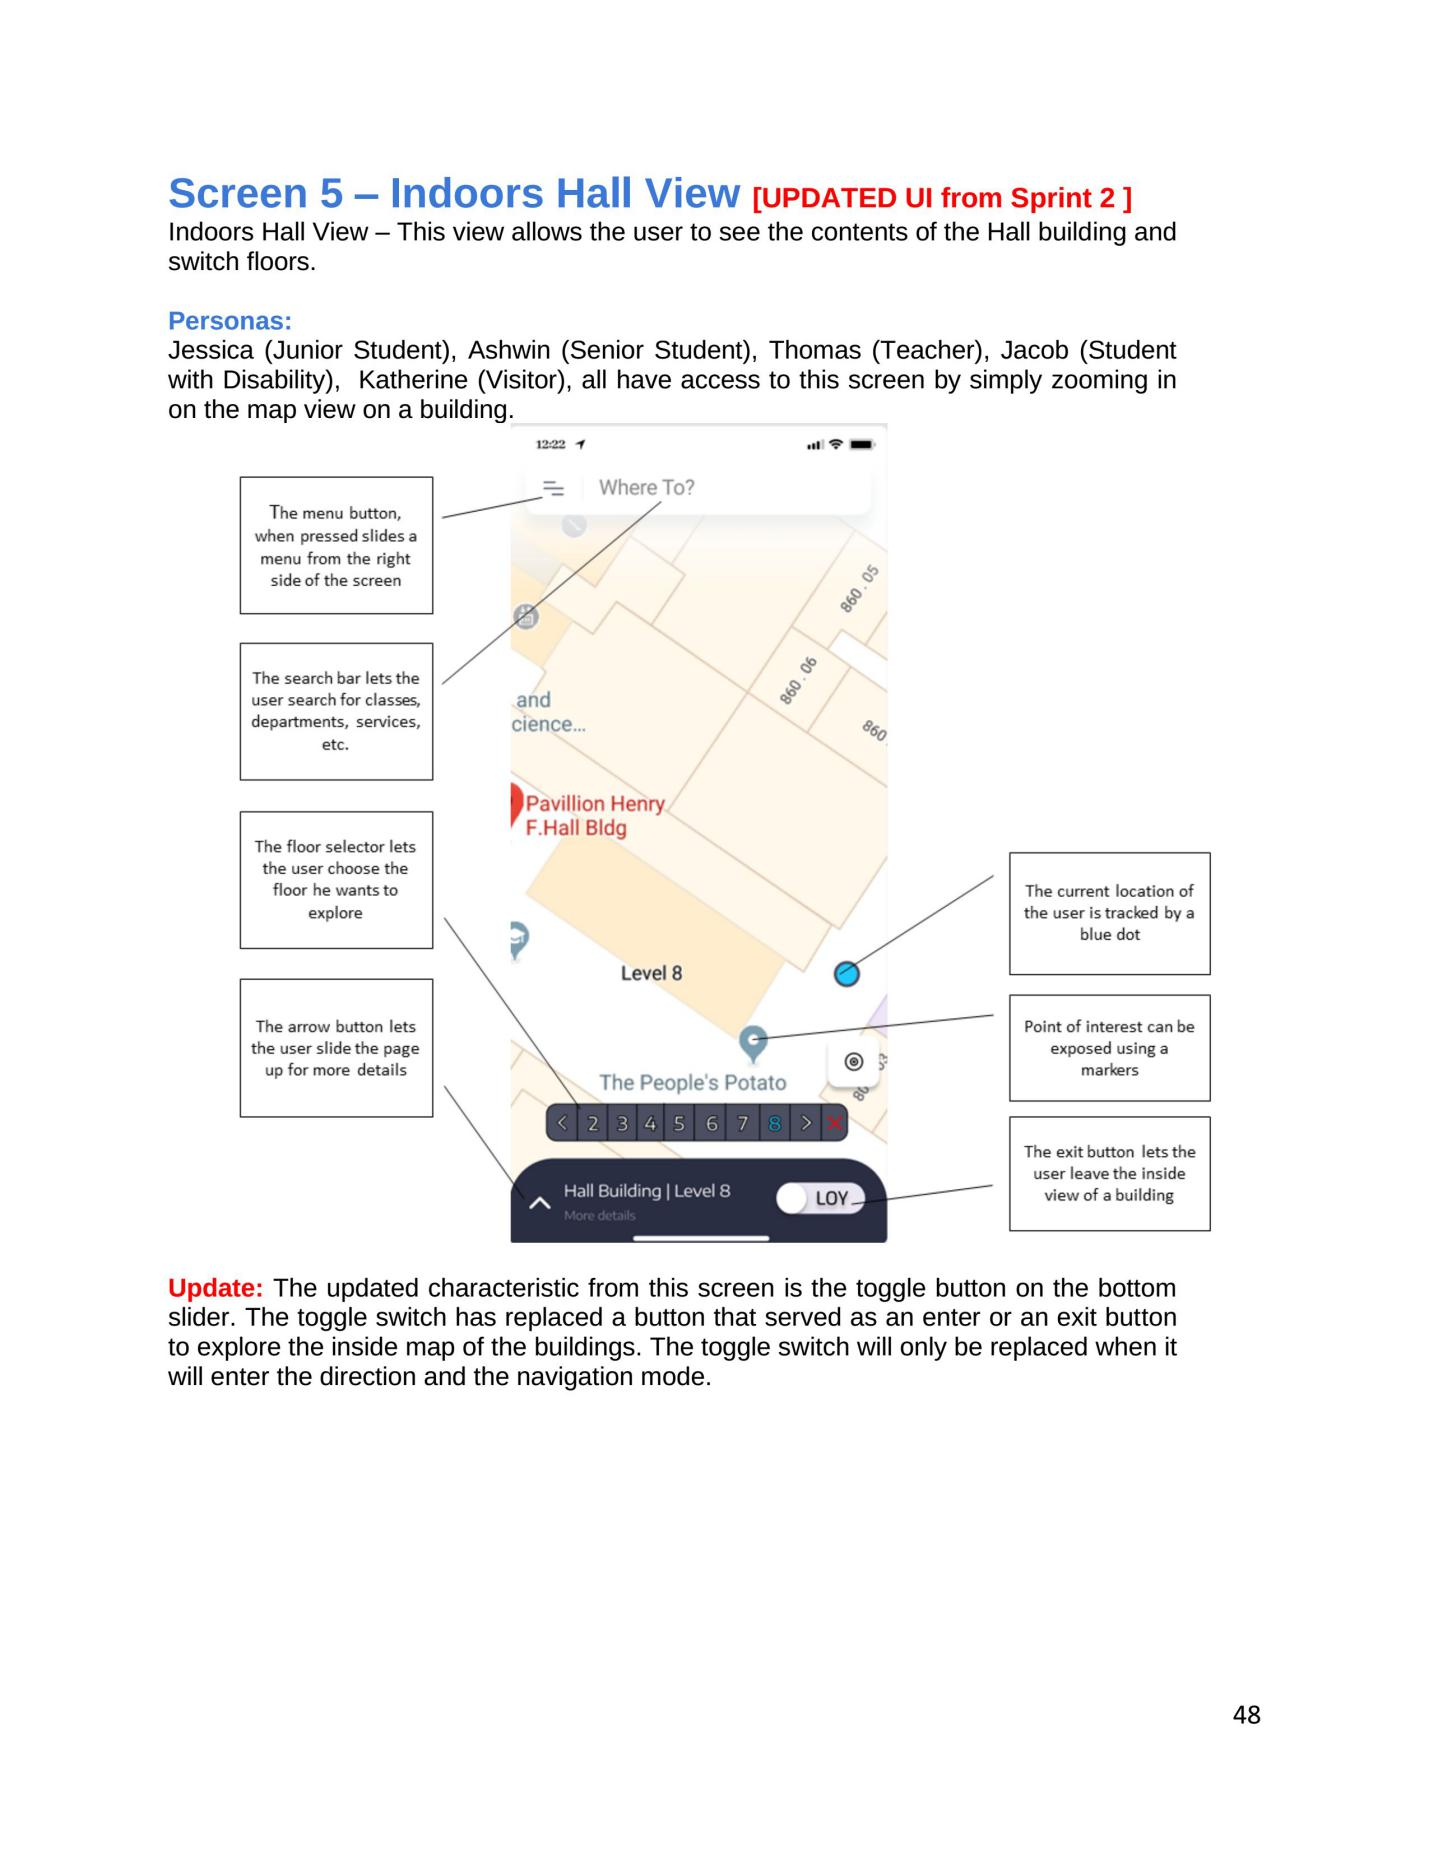 Screen 5 – Indoors Hall View [UPDATED UI from Sprint 2 ]
Indoors Hall View – This view allows the user to see the contents of the Hall building and
switch floors.
Personas:
Jessica (Junior Student), Ashwin (Senior Student), Thomas (Teacher), Jacob (Student
with Disability),  Katherine (Visitor), all have access to this screen by simply zooming in
on the map view on a building.
12:22
Where To?
The menu button,
when pressed slides a
menu from the right
side of the screen
The search bar lets the
user search for classes,
departments, services,
etc.
The floor selector lets
the user choose the
floor he wants to
explore
The arrow button lets
the user slide the page
up for more details
860 . 05
860 . 06
860.
and
cience...
Pavillion Henry
F.Hall Bldg
Level 8
The People's Potato
< 2 3 4 5 6 7 8 > X
Hall Building | Level 8
More details
LOY
The current location of
the user is tracked by a
blue dot
Point of interest can be
exposed using a
markers
The exit button lets the
user leave the inside
view of a building
Update: The updated characteristic from this screen is the toggle button on the bottom
slider. The toggle switch has replaced a button that served as an enter or an exit button
to explore the inside map of the buildings. The toggle switch will only be replaced when it
will enter the direction and the navigation mode.
48